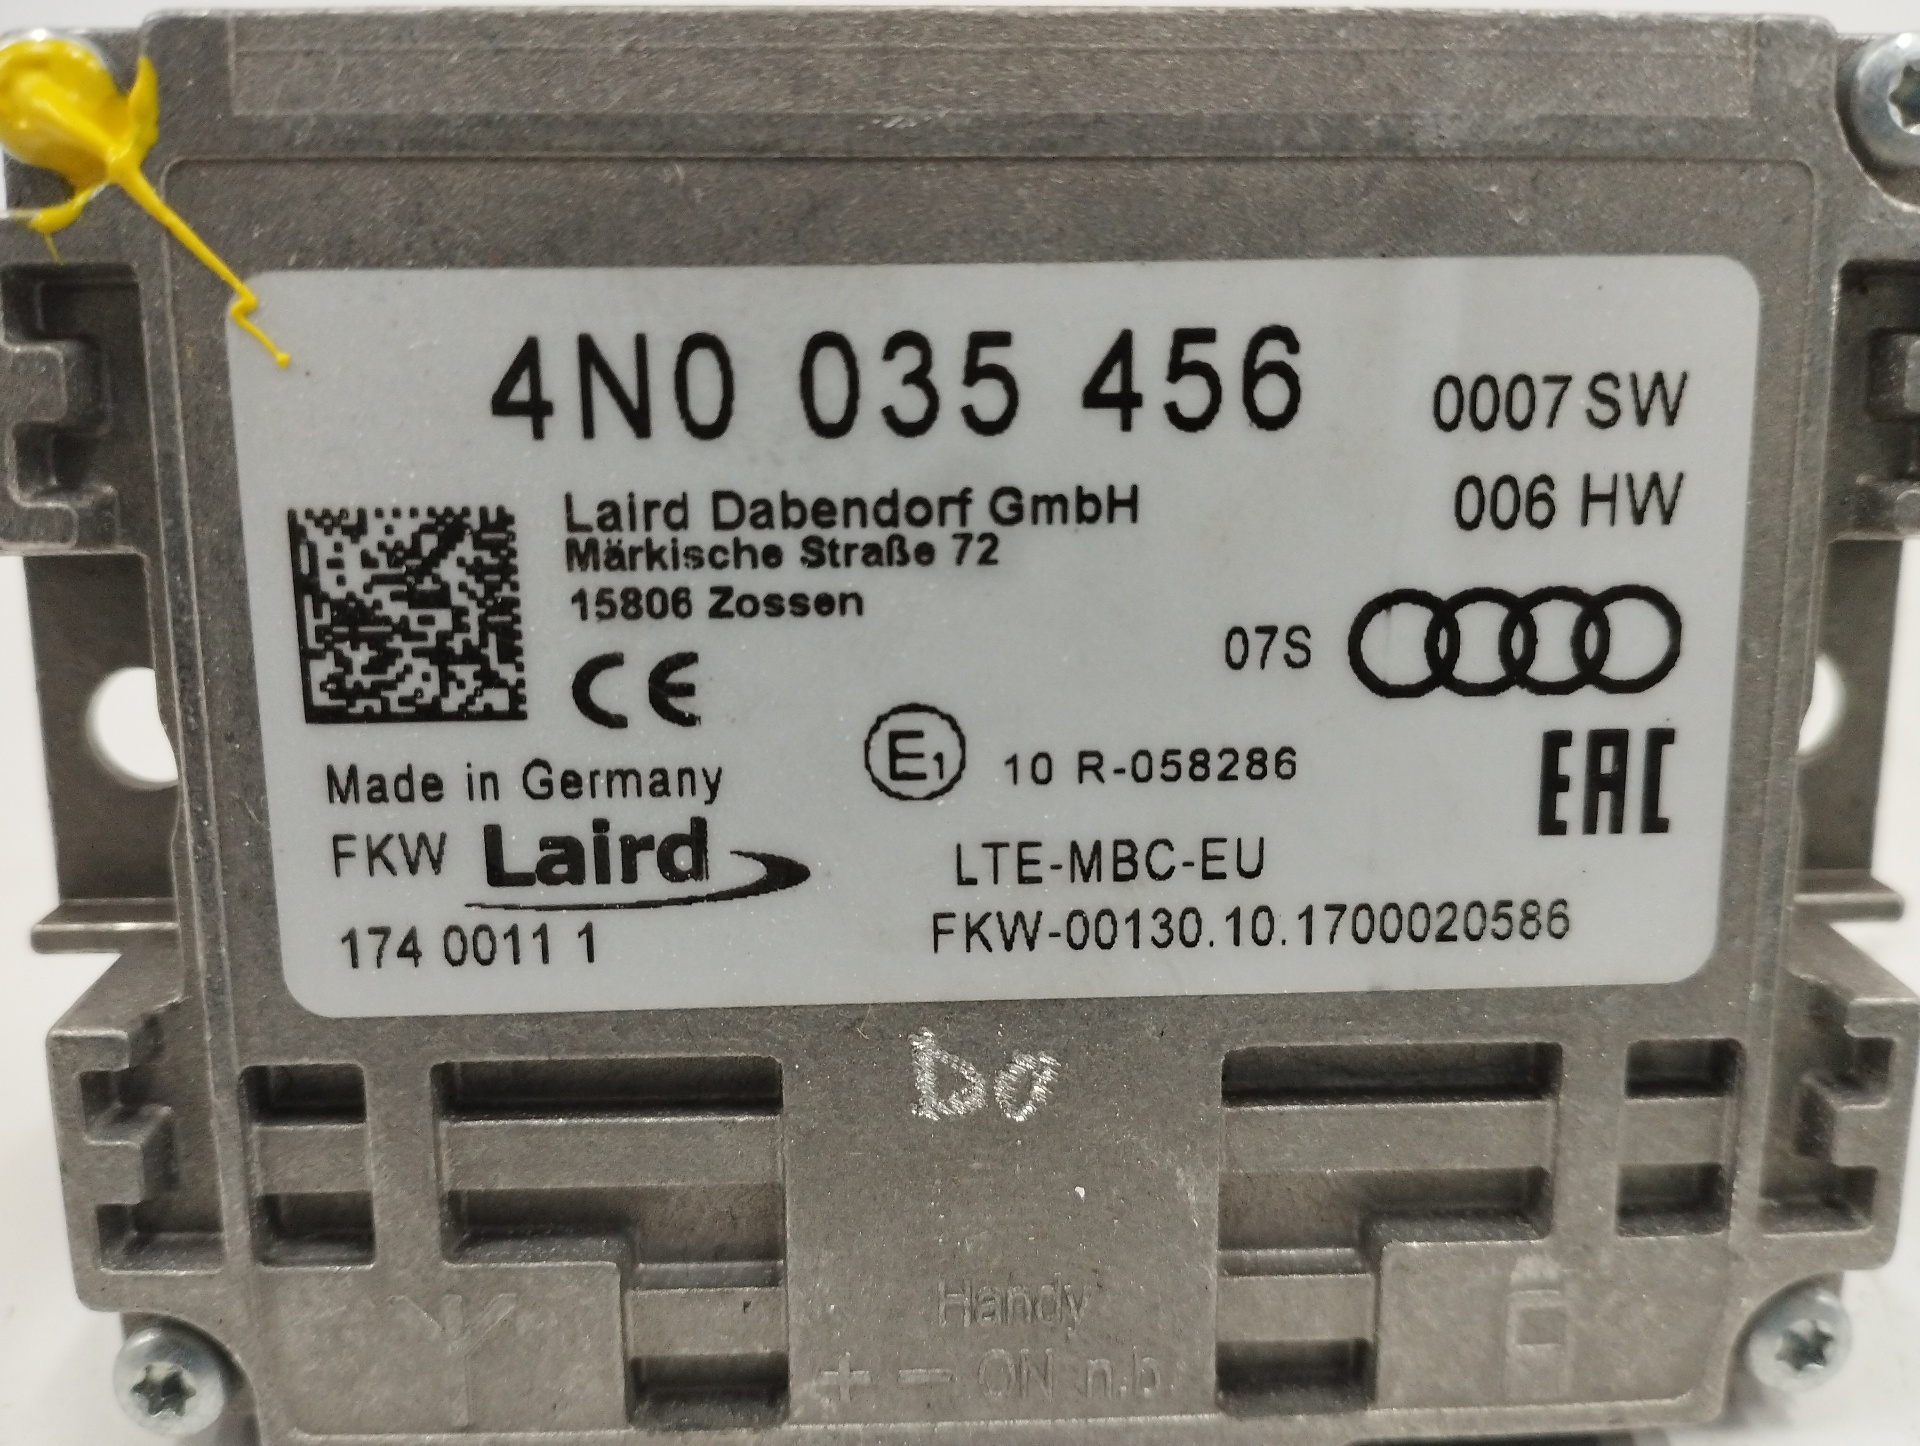 4N0 035 456
0007 SW
Laird Dabendorf GmbH
006 HW
Märkische Straße 72
15806 Zossen
07S
CE
E1 10 R-058286
EAC
Made in Germany
FKW Laird
LTE-MBC-EU
174 0011 1
FKW-00130.10.1700020586
Handy
+ − ON n.b.